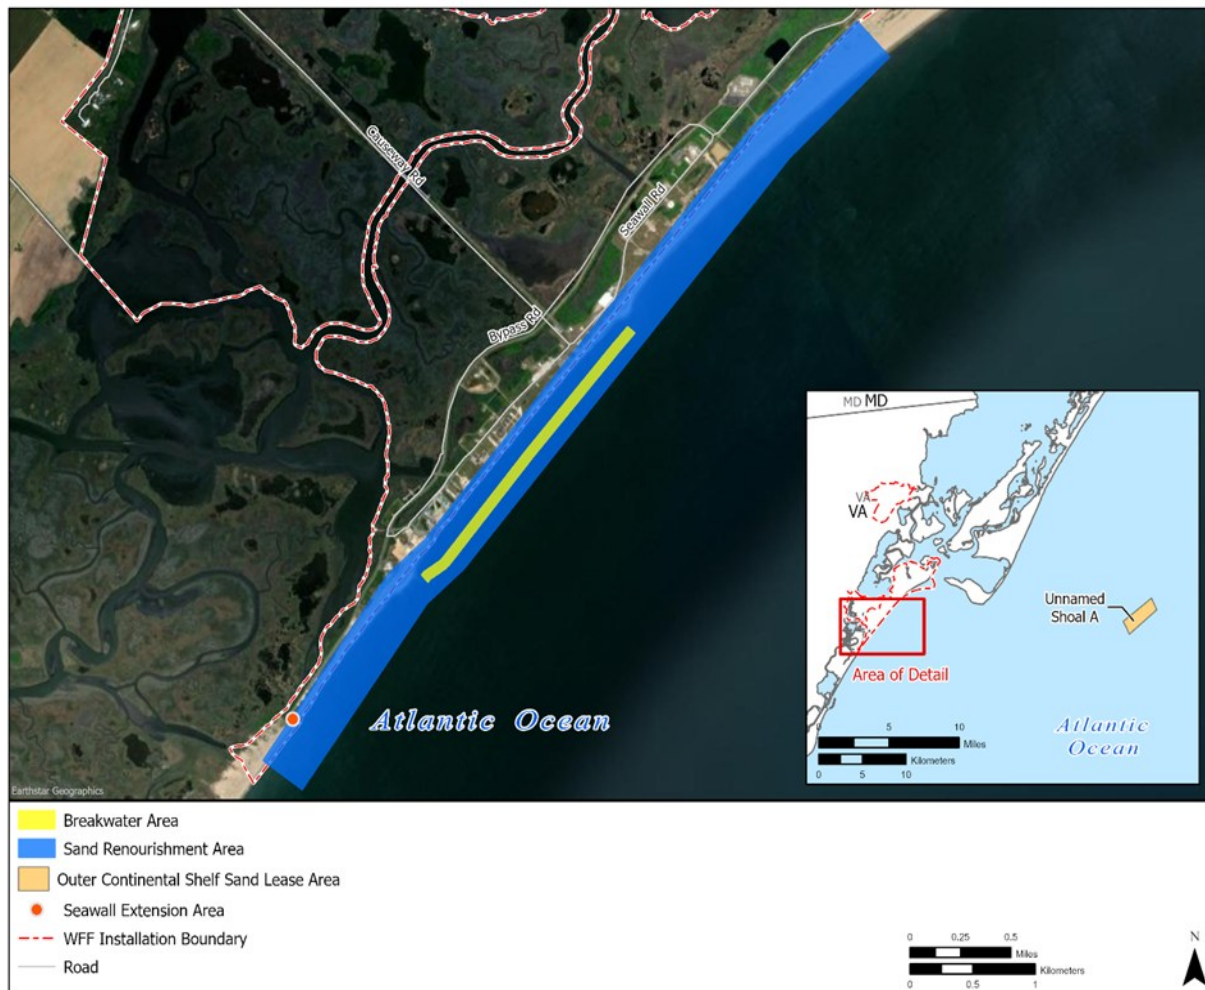 Causeway Rd
Seawall Rd
Bypass Rd
Atlantic Ocean
Earthstar Geographics
MD MD
VA
VA
Unnamed
Shoal A
Area of Detail
0 5 10
Miles
Kilometers
0 5 10
Atlantic
Ocean
Breakwater Area
Sand Renourishment Area
Outer Continental Shelf Sand Lease Area
Seawall Extension Area
WFF Installation Boundary
Road
0 0.25 0.5
Miles
Kilometers
0 0.5 1
N